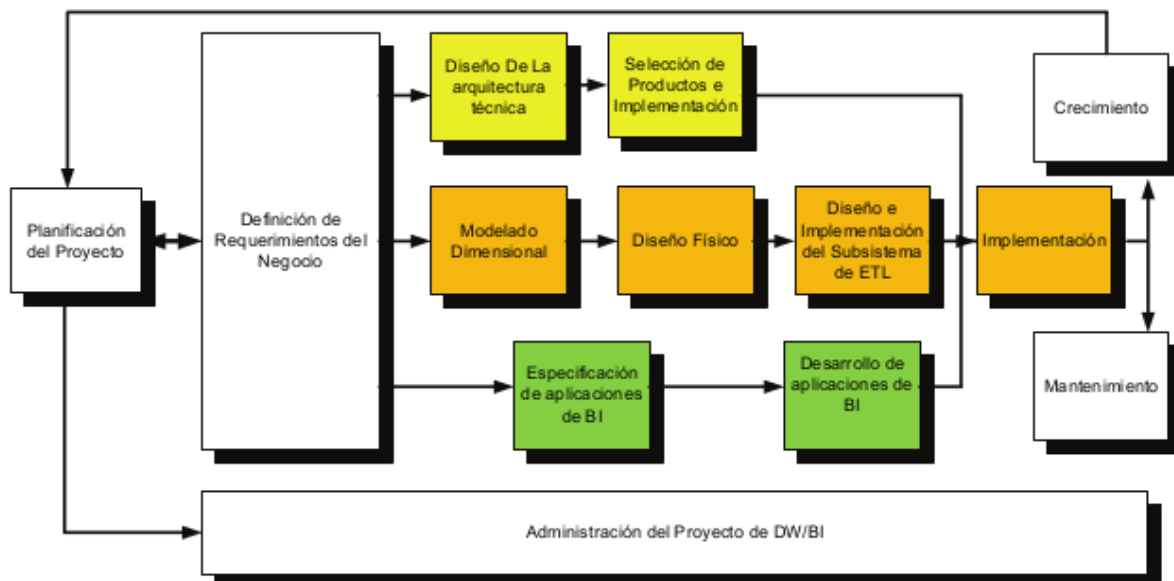 Diseño De La
arquitectura
técnica
Selección de
Productos e
Implementación
Crecimiento
Planificación
del Proyecto
Definición de
Requerimientos del
Negocio
Modelado
Dimensional
Diseño Físico
Diseño e
Implementación
del Subsistema
de ETL
Implementación
Especificación
de aplicaciones
de BI
Desarrollo de
aplicaciones de
BI
Mantenimiento
Administración del Proyecto de DW/BI